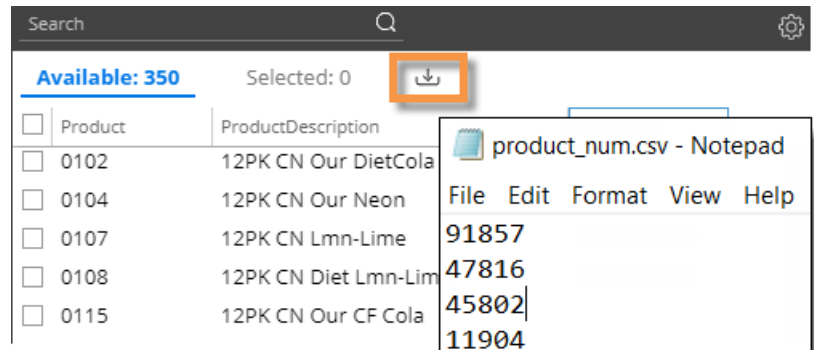 Search
Available: 350 Selected: 0
Product ProductDescription
0102 12PK CN Our DietCola
0104 12PK CN Our Neon
0107 12PK CN Lmn-Lime
0108 12PK CN Diet Lmn-Lim
0115 12PK CN Our CF Cola
product_num.csv - Notepad
File Edit Format View Help
91857
47816
45802
11904